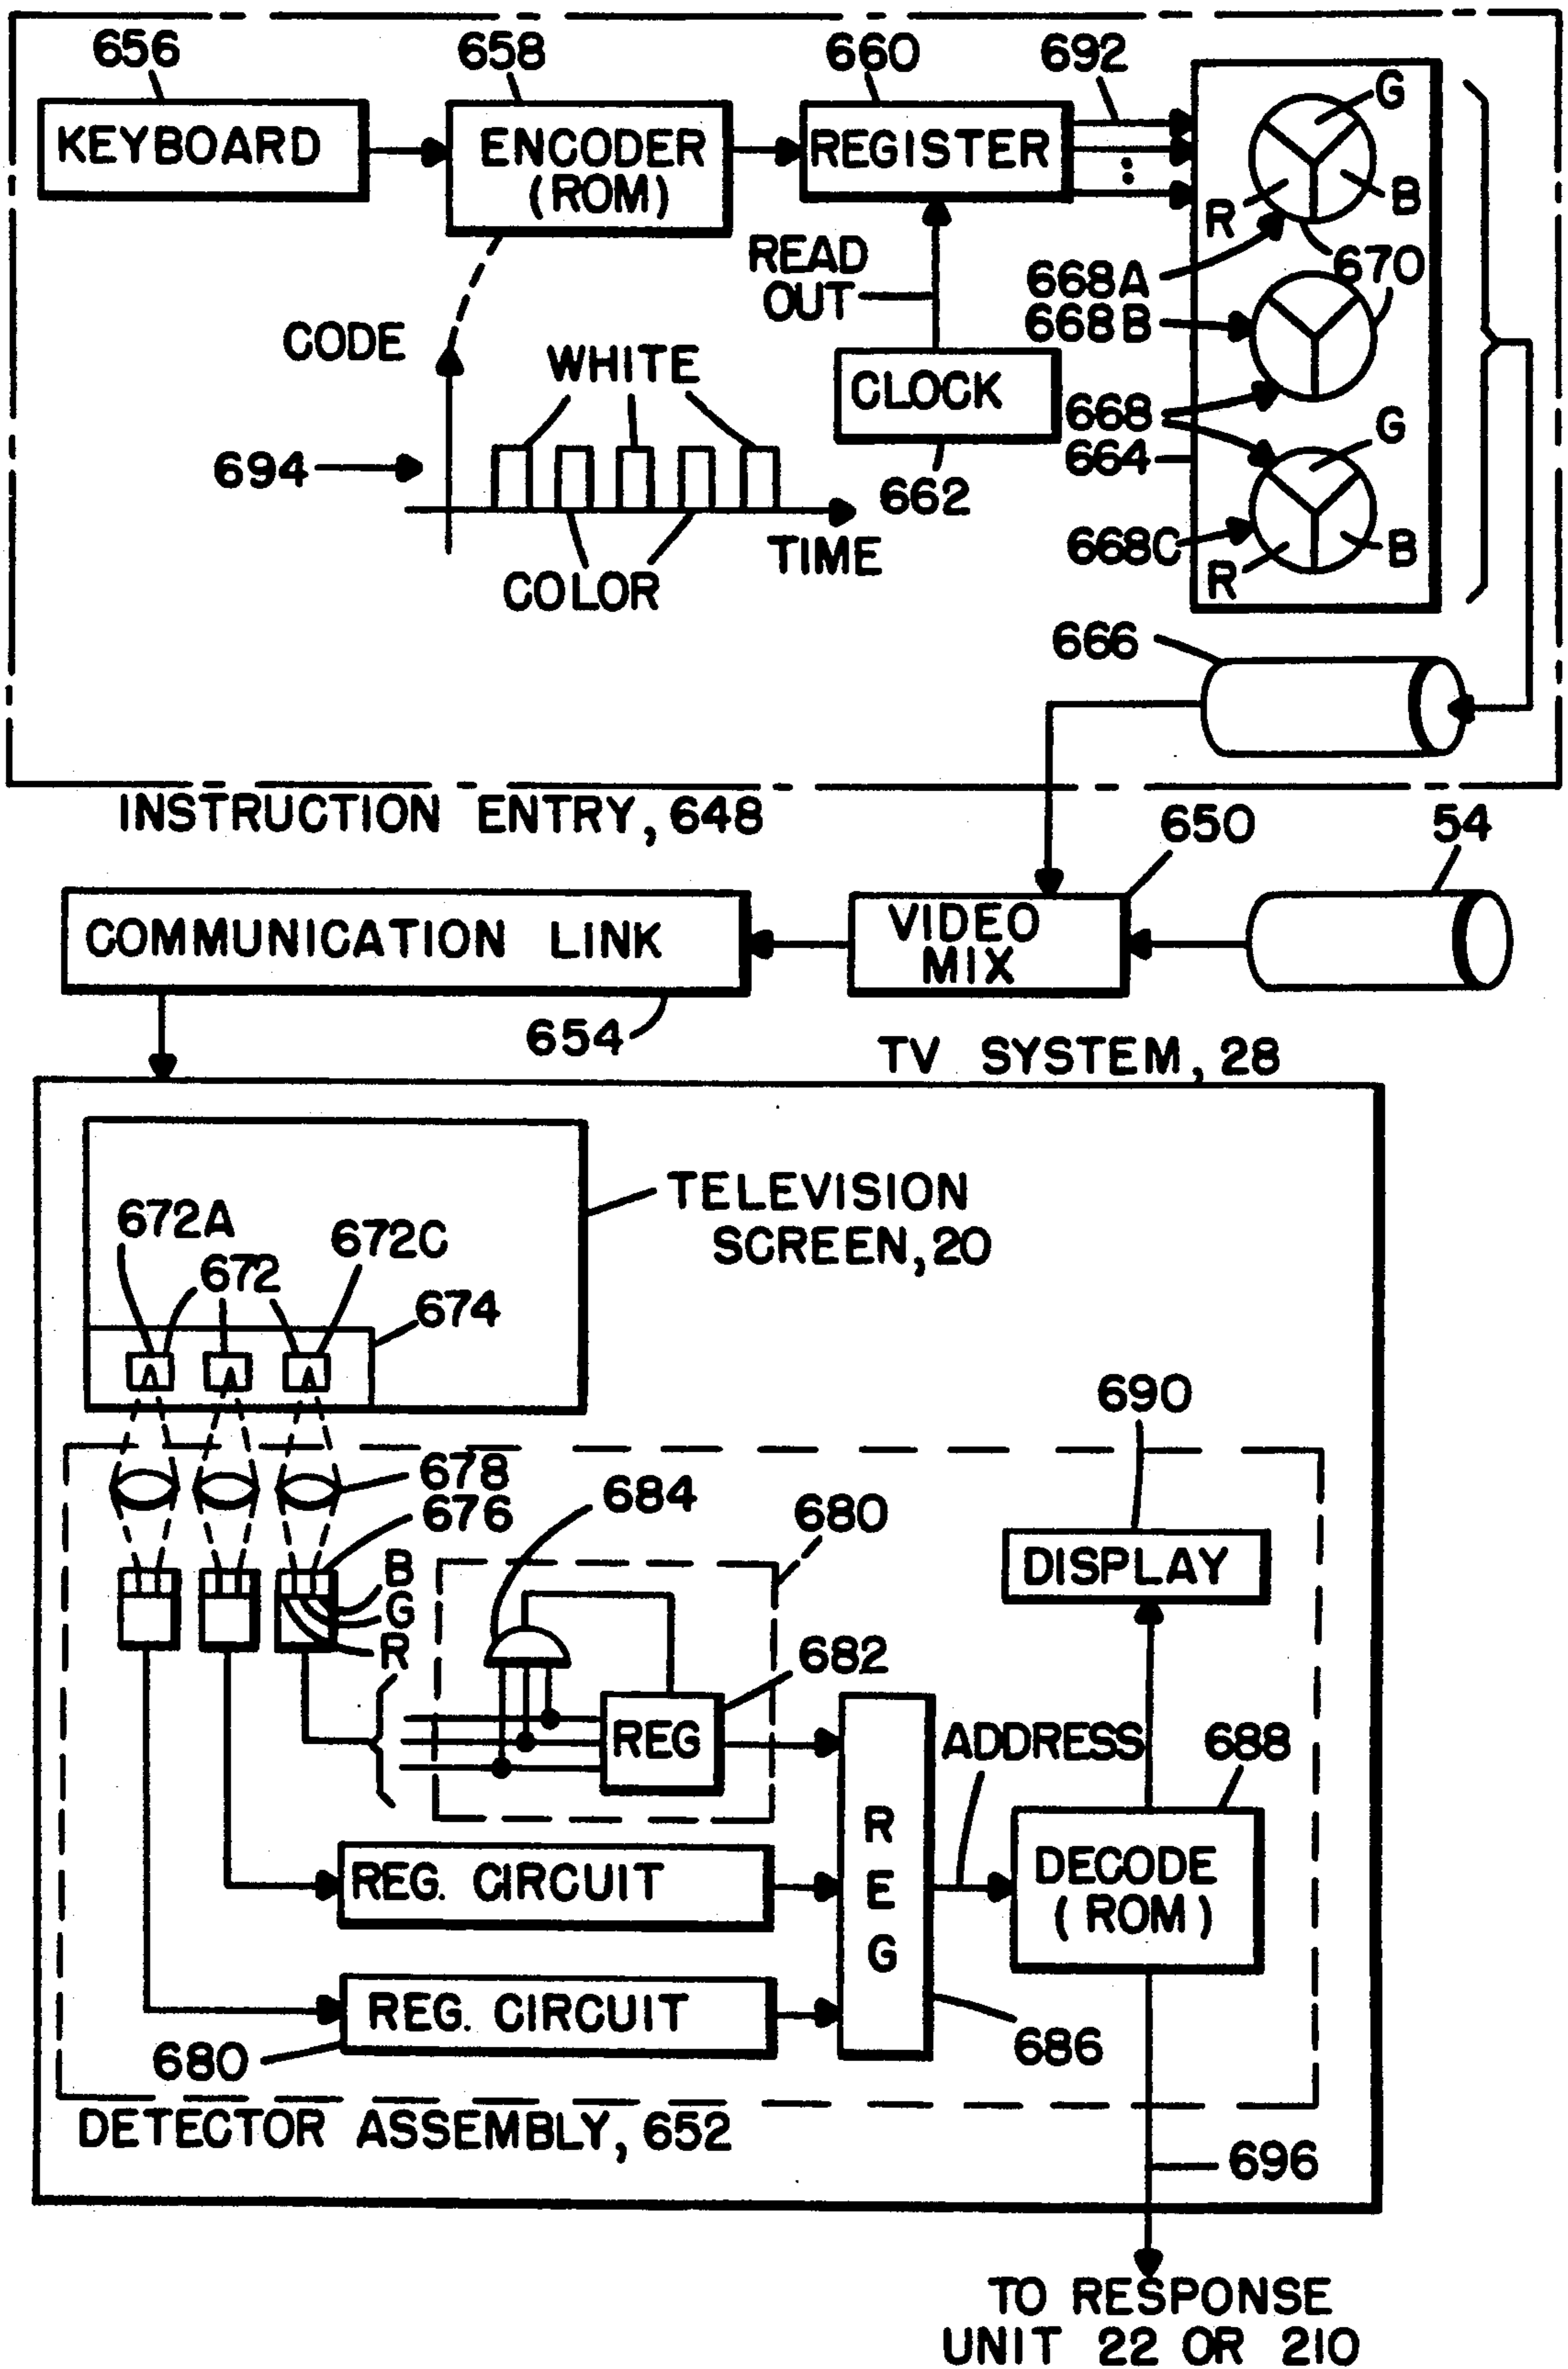 656
658
660
692
KEYBOARD
ENCODER
(ROM)
REGISTER
G
B
R
READ
OUT
668A
670
668B
CODE
WHITE
CLOCK
668
G
694
664
662
TIME
668C
B
R
COLOR
666
INSTRUCTION ENTRY, 648
650
54
COMMUNICATION LINK
VIDEO
MIX
654
TV SYSTEM, 28
TELEVISION
SCREEN, 20
672A
672C
672
674
690
678
684
676
680
B
G
R
DISPLAY
682
REG
ADDRESS
688
REG
DECODE
(ROM)
REG. CIRCUIT
REG. CIRCUIT
686
680
DETECTOR ASSEMBLY, 652
696
TO RESPONSE
UNIT 22 OR 210